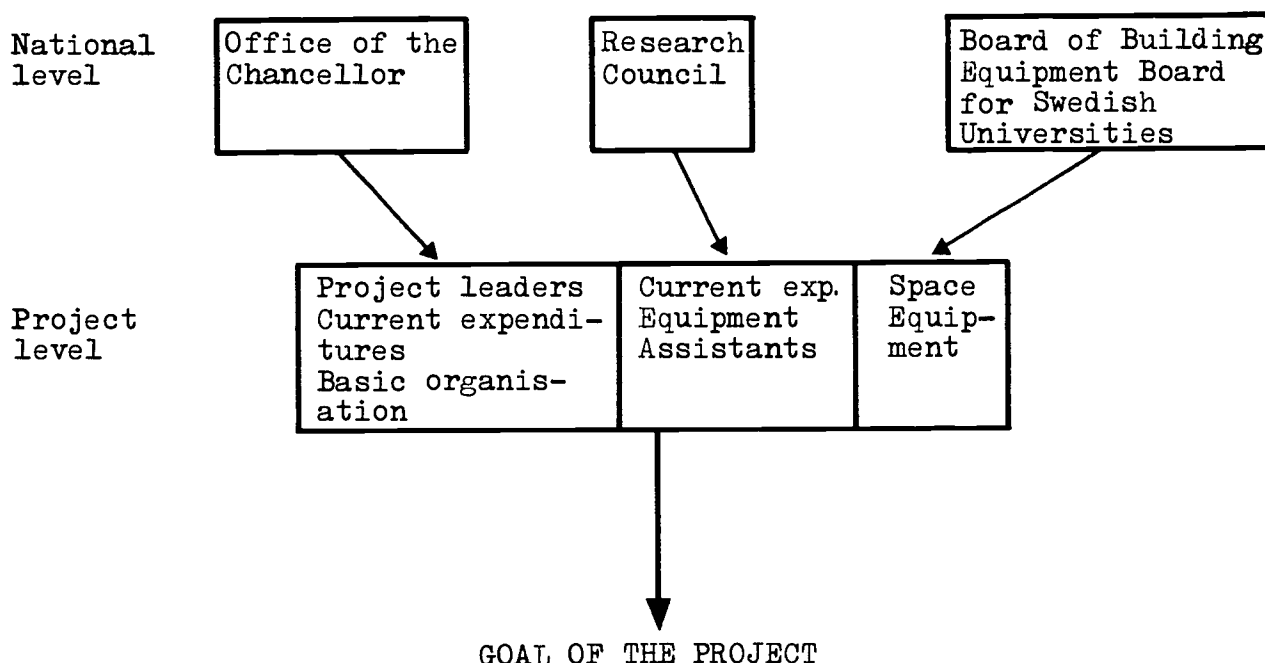 National
level
Office of the
Chancellor
Research
Council
Board of Building
Equipment Board
for Swedish
Universities
Project
level
Project leaders
Current expendi-
tures
Basic organis-
ation
Current exp.
Equipment
Assistants
Space
Equip-
ment
GOAL OF THE PROJECT